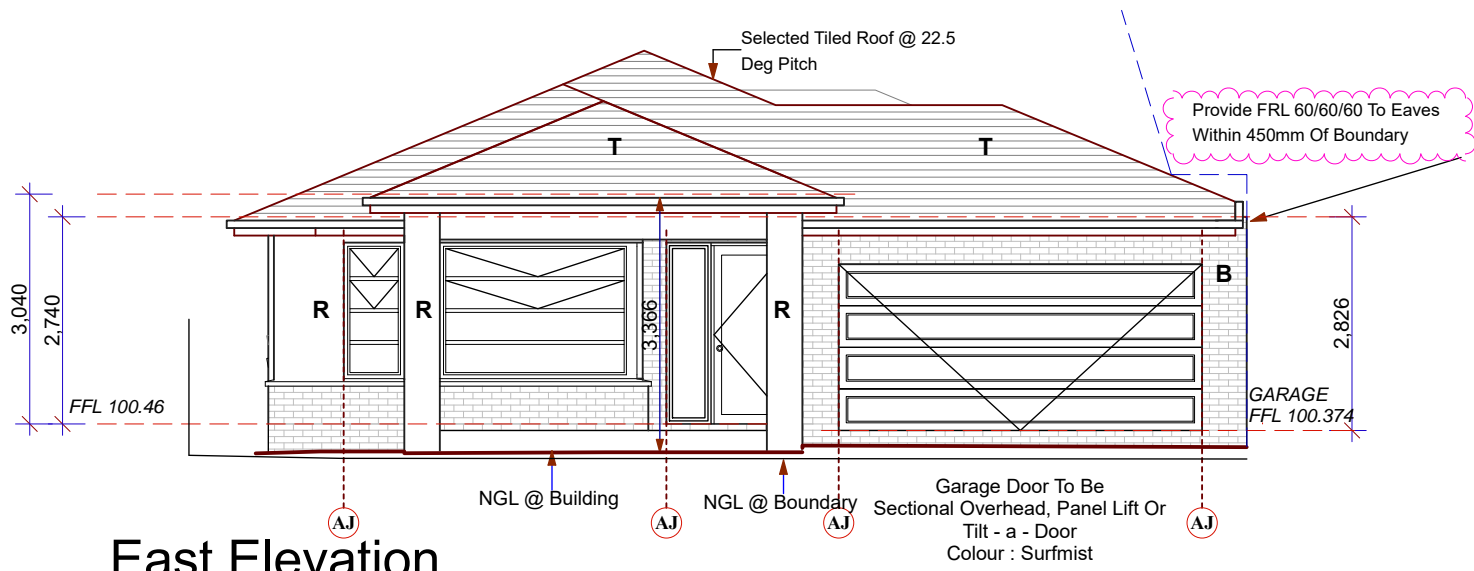 Selected Tiled Roof @ 22.5
Deg Pitch
Provide FRL 60/60/60 To Eaves
Within 450mm Of Boundary
T
T
3,040
2,740
R
R
3,366
R
B
2,826
FFL 100.46
GARAGE
FFL 100.374
NGL @ Building
NGL @ Boundary
Garage Door To Be
Sectional Overhead, Panel Lift Or
Tilt - a - Door
Colour : Surfmist
AJ
AJ
AJ
AJ
East Elevation